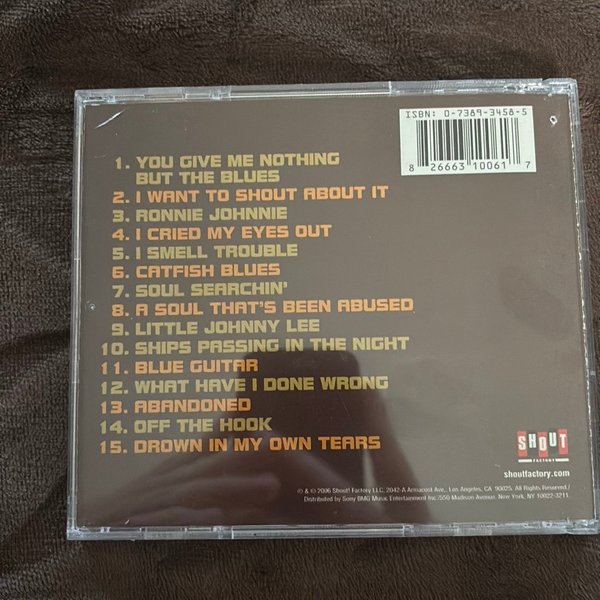 ISBN: 0-7389-3458-5
8 26663 10061 7
1. YOU GIVE ME NOTHING
BUT THE BLUES
2. I WANT TO SHOUT ABOUT IT
3. RONNIE JOHNNIE
4. I CRIED MY EYES OUT
5. I SMELL TROUBLE
6. CATFISH BLUES
7. SOUL SEARCHIN'
8. A SOUL THAT'S BEEN ABUSED
9. LITTLE JOHNNY LEE
10. SHIPS PASSING IN THE NIGHT
11. BLUE GUITAR
12. WHAT HAVE I DONE WRONG
13. ABANDONED
14. OFF THE HOOK
15. DROWN IN MY OWN TEARS
SHOUT
FACTORY
shoutfactory.com
℗ & © 2006 Shout! Factory LLC, 2042-A Armacost Ave., Los Angeles, CA 90025. All Rights Reserved./
Distributed by Sony BMG Music Entertainment Inc./550 Madison Avenue, New York, NY, 10022-3211.